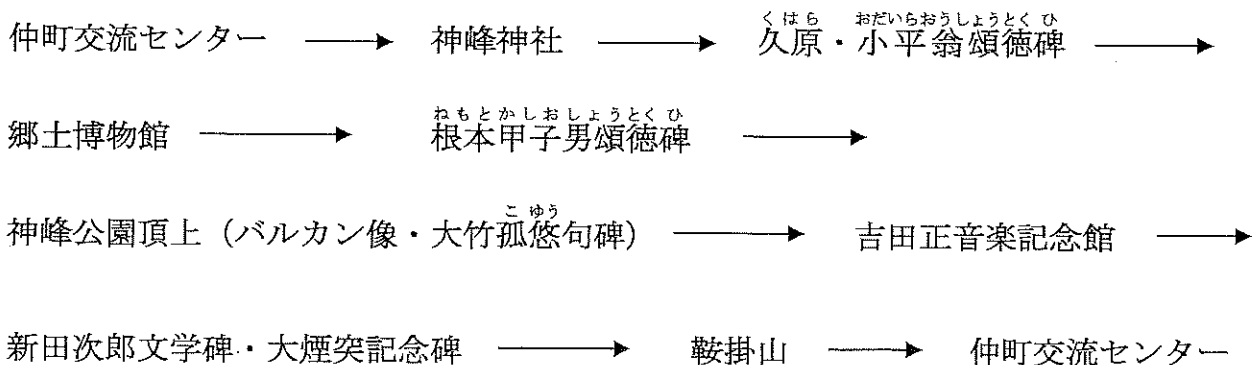 仲町交流センター → 神峰神社 → 久原・小平翁頌徳碑 →
郷土博物館 → 根本甲子男頌徳碑 →
神峰公園頂上（バルカン像・大竹孤悠句碑） → 吉田正音楽記念館 →
新田次郎文学碑・大煙突記念碑 → 鞍掛山 → 仲町交流センター